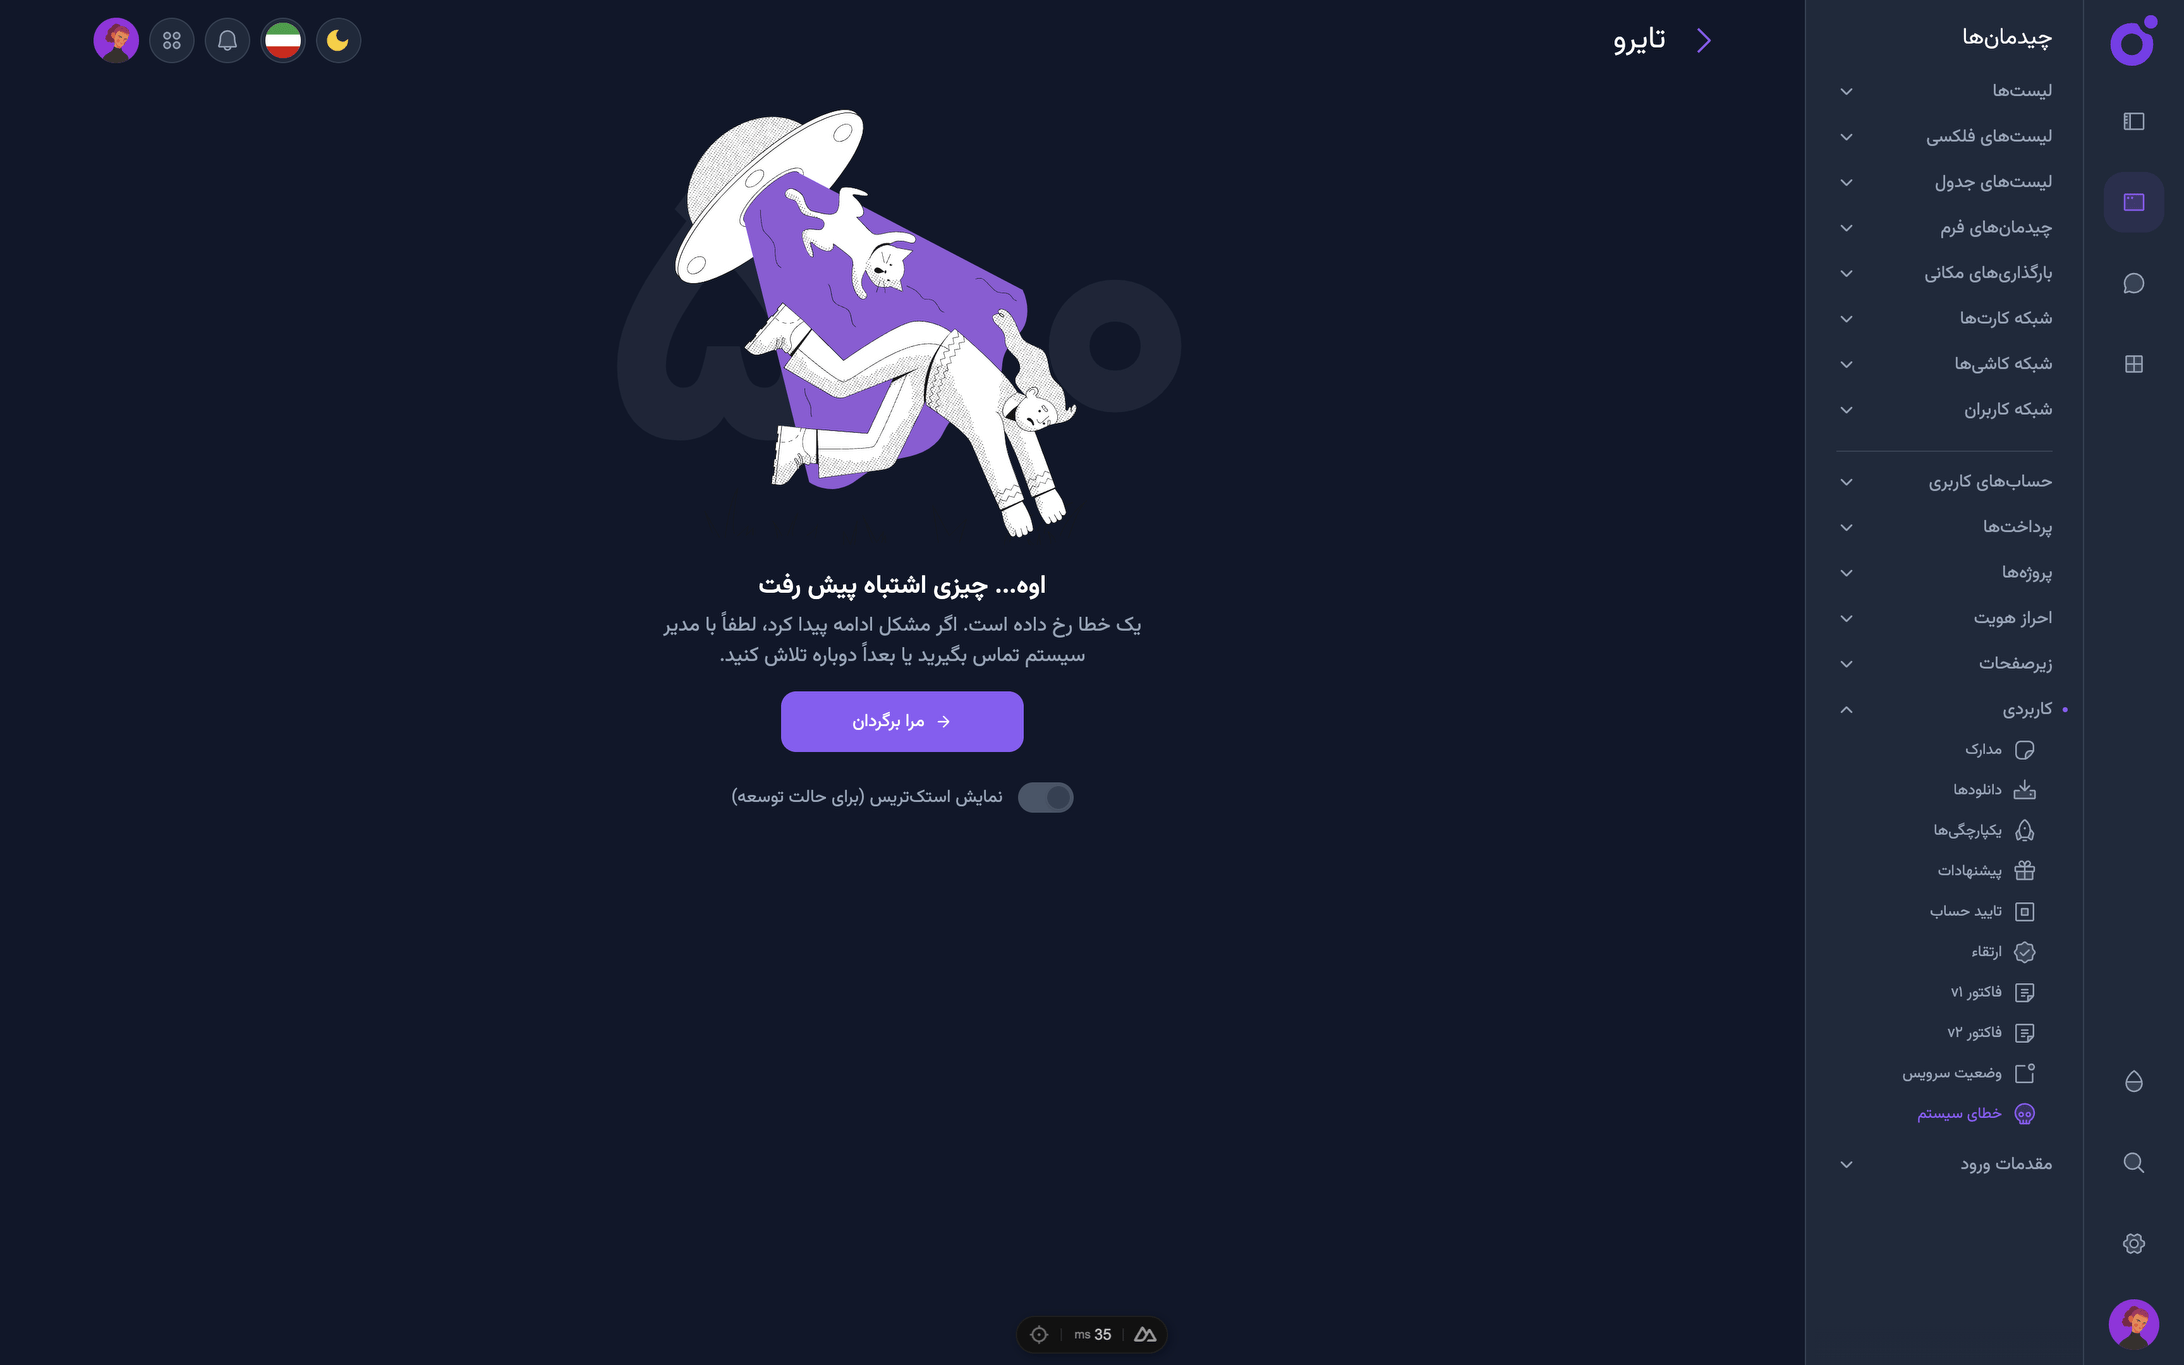 چیدمان‌ها
لیست‌ها
لیست‌های فلکسی
لیست‌های جدول
چیدمان‌های فرم
بارگذاری‌های مکانی
شبکه کارت‌ها
شبکه کاشی‌ها
شبکه کاربران
حساب‌های کاربری
پرداخت‌ها
پروژه‌ها
احراز هویت
زیرصفحات
کاربردی
مدارک
دانلودها
یکپارچگی‌ها
پیشنهادات
تایید حساب
ارتقاء
فاکتور v۱
فاکتور v۲
وضعیت سرویس
خطای سیستم
مقدمات ورود
تایرو
اوه... چیزی اشتباه پیش رفت
یک خطا رخ داده است. اگر مشکل ادامه پیدا کرد، لطفاً با مدیر
سیستم تماس بگیرید یا بعداً دوباره تلاش کنید.
مرا برگردان
نمایش استک‌تریس (برای حالت توسعه)
35 ms